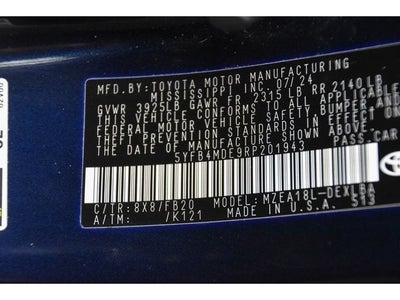 MFD.BY: TOYOTA MOTOR MANUFACTURING
MISSISSIPPI INC. 07/24
GVWR 3925LB GAWR FR 2315 LB RR 2140LB
THIS VEHICLE CONFORMS TO ALL APPLICABLE
FEDERAL MOTOR VEHICLE SAFETY, BUMPER AND
THEFT PREVENTION STANDARDS IN EFFECT ON
THE DATE OF MANUFACTURE SHOWN ABOVE.
5YFB4MDE9RP201943 PASS CAR
C/TR: 8X8/FB20 MODEL: MZEA18L-DEXLBA
A/TM: /K121 MADE IN U.S.A. 513